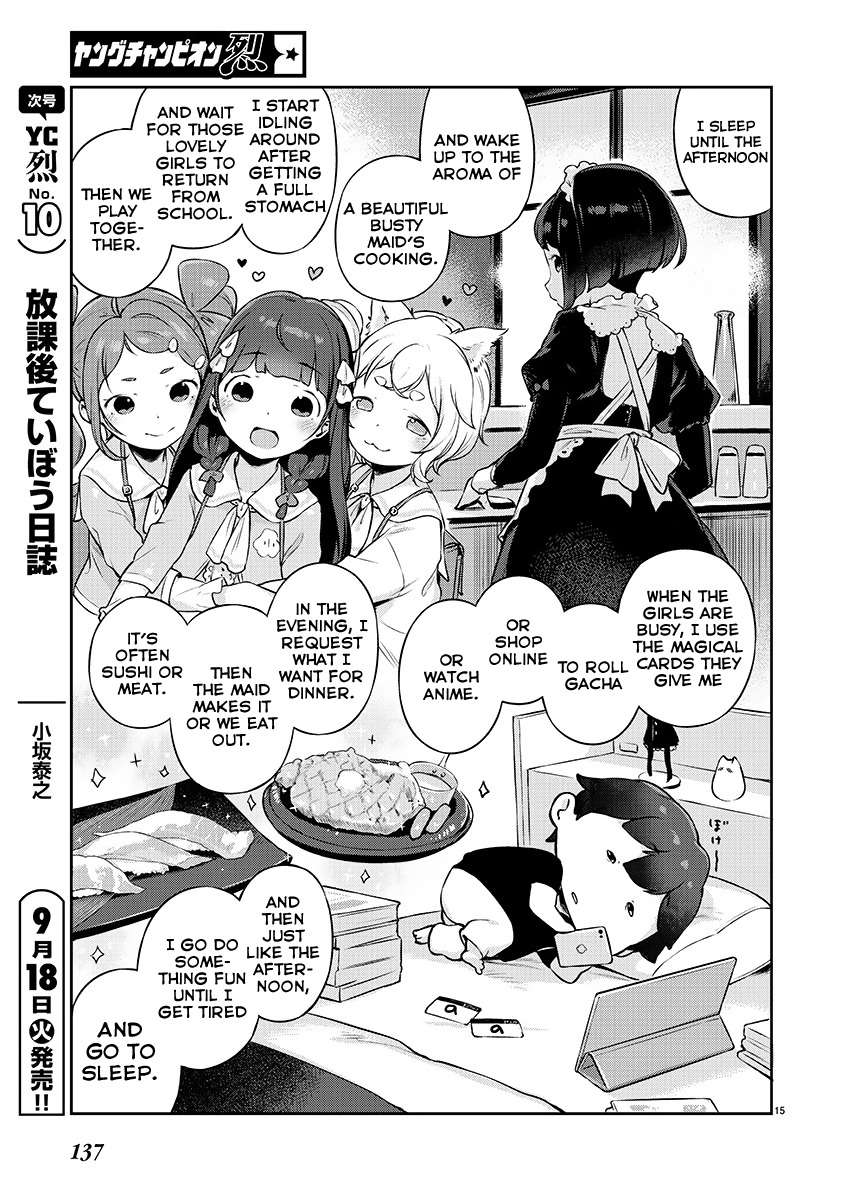 ヤングチャンピオン烈
I SLEEP
UNTIL THE
AFTERNOON
AND WAKE
UP TO THE
AROMA OF
A BEAUTIFUL
BUSTY
MAID'S
COOKING.
I START
IDLING
AROUND
AFTER
GETTING
A FULL
STOMACH
AND WAIT
FOR THOSE
LOVELY
GIRLS TO
RETURN
FROM
SCHOOL.
THEN WE
PLAY
TOGE-
THER.
WHEN THE
GIRLS ARE
BUSY, I USE
THE MAGICAL
CARDS THEY
GIVE ME
TO ROLL
GACHA
OR
SHOP
ONLINE
OR
WATCH
ANIME.
IN THE
EVENING, I
REQUEST
WHAT I
WANT FOR
DINNER.
THEN
THE MAID
MAKES IT
OR WE EAT
OUT.
IT'S
OFTEN
SUSHI OR
MEAT.
ぼけー
a
a
AND
THEN
JUST
LIKE THE
AFTER-
NOON,
I GO DO
SOME-
THING FUN
UNTIL I
GET TIRED
AND
GO TO
SLEEP.
15
次号
YC
烈
No.
10
放課後ていぼう日誌
小坂泰之
9月18日火発売!!
137